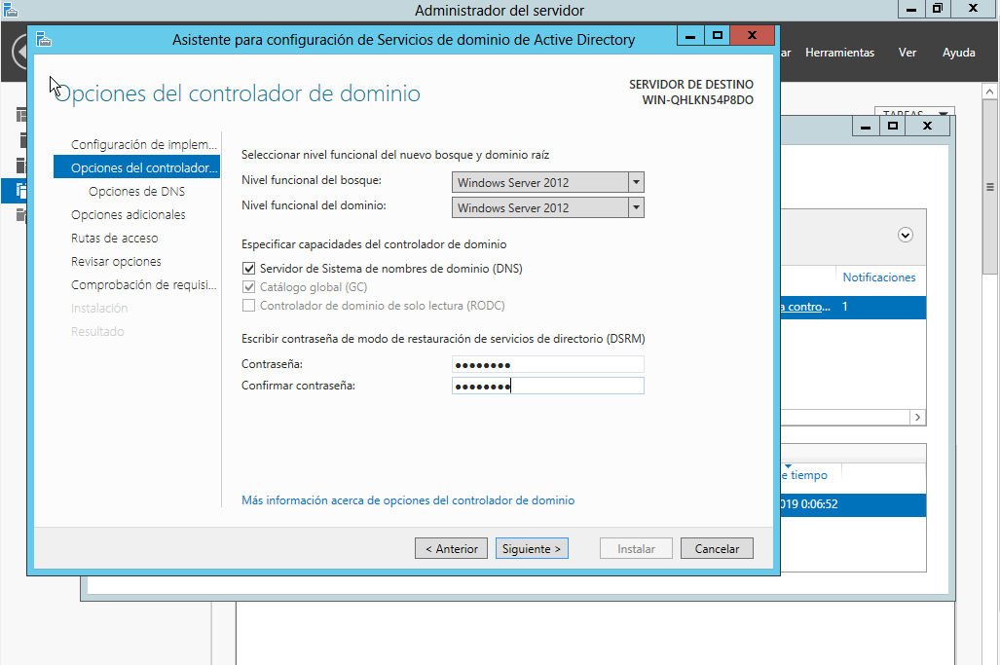 Administrador del servidor
Asistente para configuración de Servicios de dominio de Active Directory
Herramientas
Ver
Ayuda
TAREAS
Opciones del controlador de dominio
SERVIDOR DE DESTINO
WIN-QHLKN54P8DO
Configuración de implem...
Opciones del controlador...
Opciones de DNS
Opciones adicionales
Rutas de acceso
Revisar opciones
Comprobación de requisi...
Instalación
Resultado
Seleccionar nivel funcional del nuevo bosque y dominio raíz
Nivel funcional del bosque:
Windows Server 2012
Nivel funcional del dominio:
Windows Server 2012
Especificar capacidades del controlador de dominio
Servidor de Sistema de nombres de dominio (DNS)
Catálogo global (GC)
Controlador de dominio de solo lectura (RODC)
Escribir contraseña de modo de restauración de servicios de directorio (DSRM)
Contraseña:
●●●●●●●●
Confirmar contraseña:
●●●●●●●●
Más información acerca de opciones del controlador de dominio
< Anterior
Siguiente >
Instalar
Cancelar
Notificaciones
a contro...
1
e tiempo
019 0:06:52